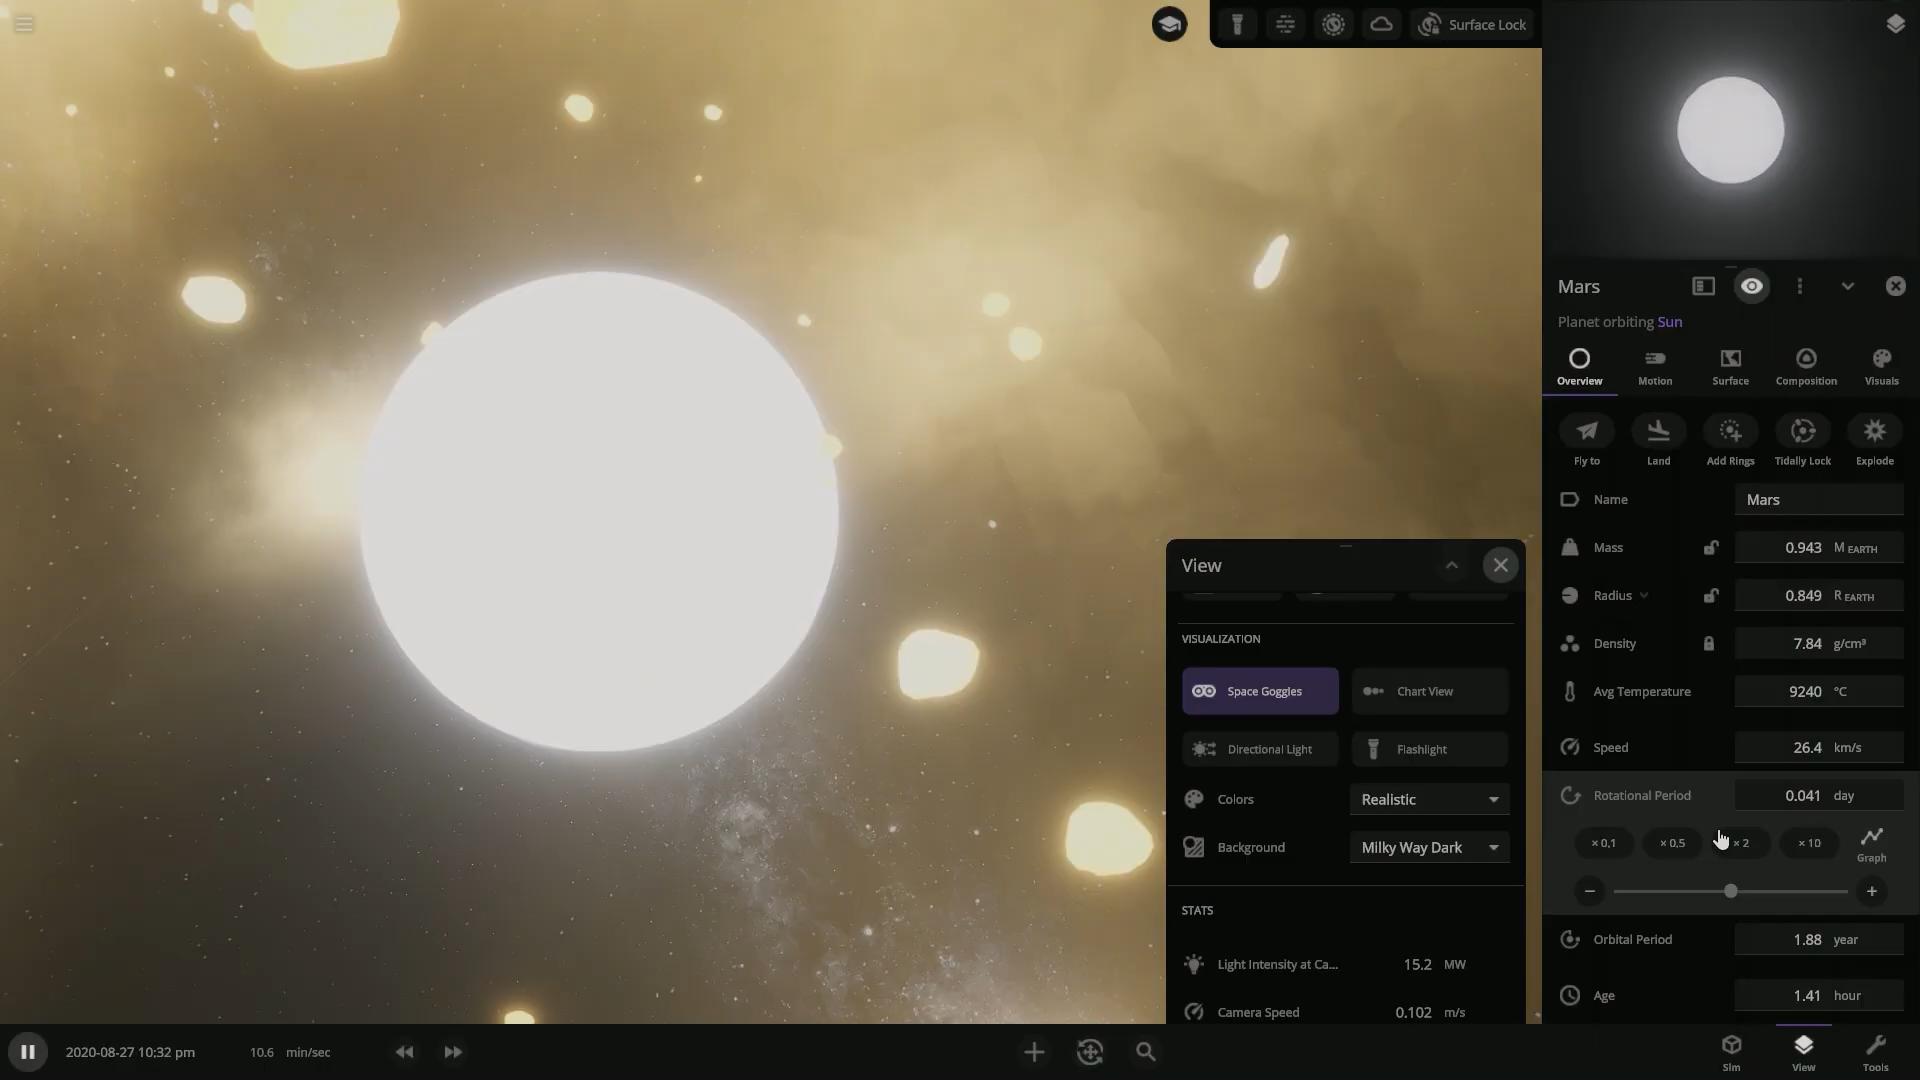 Surface Lock
Mars
Planet orbiting Sun
Overview
Motion
Surface
Composition
Visuals
Fly to
Land
Add Rings
Tidally Lock
Explode
Name
Mars
Mass
0.943 M EARTH
Radius
0.849 R EARTH
Density
7.84 g/cm³
Avg Temperature
9240 °C
Speed
26.4 km/s
Rotational Period
0.041 day
× 0.1
× 0.5
× 2
× 10
Graph
Orbital Period
1.88 year
Age
1.41 hour
View
VISUALIZATION
Space Goggles
Chart View
Directional Light
Flashlight
Colors
Realistic
Background
Milky Way Dark
STATS
Light Intensity at Ca...
15.2 MW
Camera Speed
0.102 m/s
2020-08-27 10:32 pm
10.6 min/sec
Sim
View
Tools